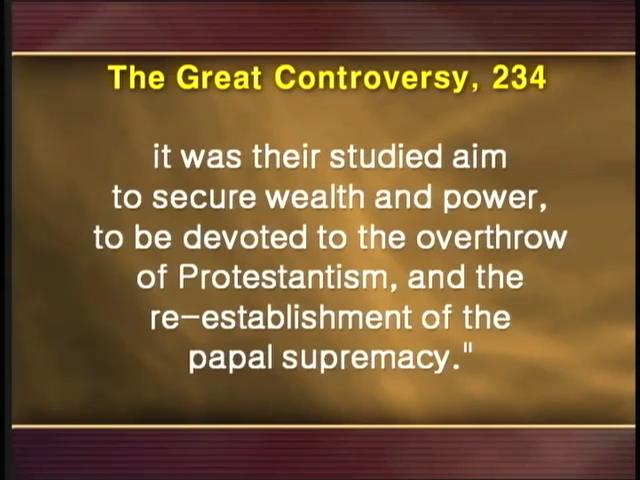 The Great Controversy, 234
it was their studied aim
to secure wealth and power,
to be devoted to the overthrow
of Protestantism, and the
re-establishment of the
papal supremacy."